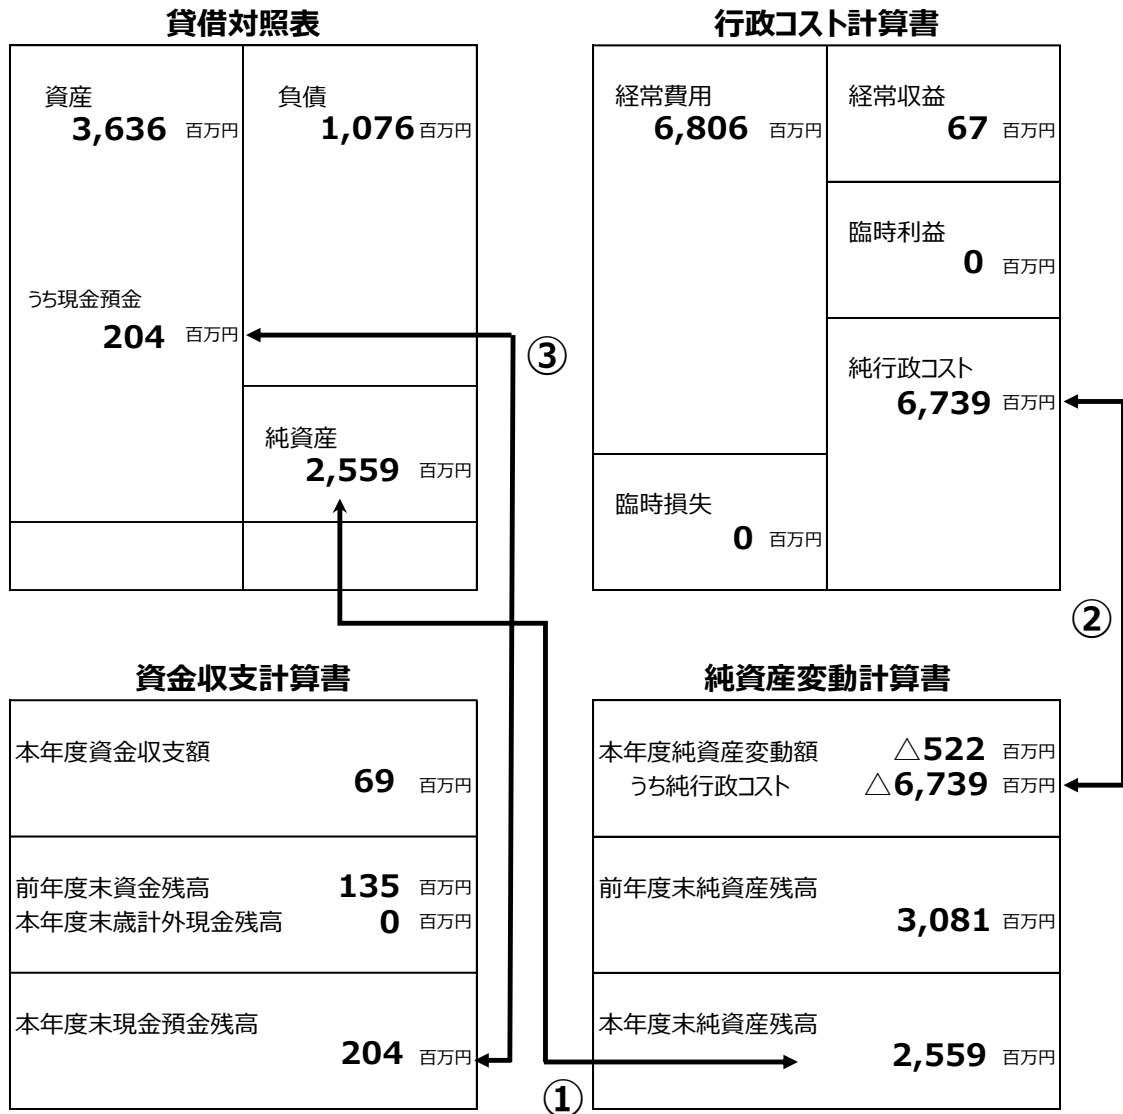 貸借対照表
資産
3,636 百万円
負債
1,076 百万円
うち現金預金
204 百万円
純資産
2,559 百万円
行政コスト計算書
経常費用
6,806 百万円
経常収益
67 百万円
臨時利益
0 百万円
純行政コスト
6,739 百万円
臨時損失
0 百万円
③
②
資金収支計算書
本年度資金収支額
69 百万円
前年度末資金残高 135 百万円
本年度末歳計外現金残高 0 百万円
本年度末現金預金残高
204 百万円
純資産変動計算書
本年度純資産変動額 △522 百万円
うち純行政コスト △6,739 百万円
前年度末純資産残高
3,081 百万円
本年度末純資産残高
2,559 百万円
①